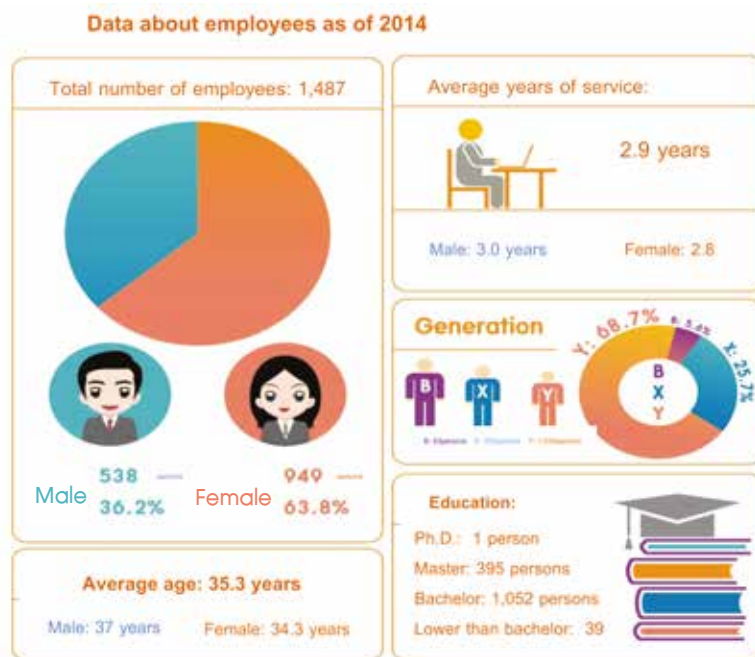 Data about employees as of 2014
Total number of employees: 1,487
538
Male 36.2%
949
Female 63.8%
Average age: 35.3 years
Male: 37 years Female: 34.3 years
Average years of service:
2.9 years
Male: 3.0 years Female: 2.8
Generation
B X Y
Y: 68.7%
B: 5.6%
X: 25.7%
B
X
Y
Education:
Ph.D.: 1 person
Master: 395 persons
Bachelor: 1,052 persons
Lower than bachelor: 39